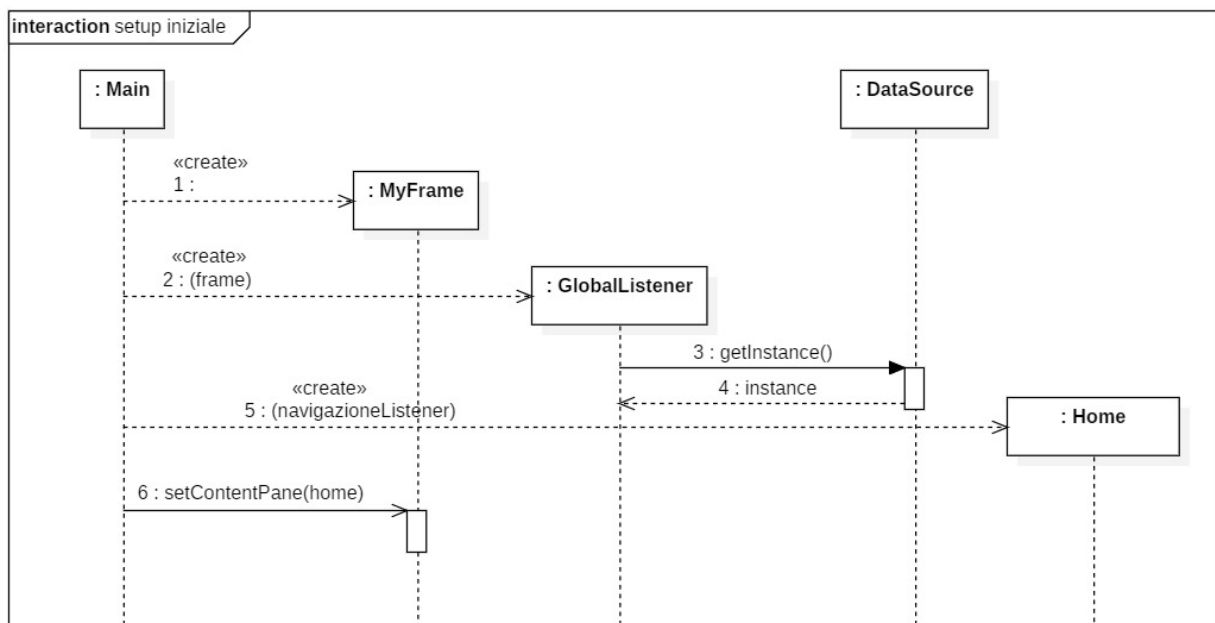 interaction setup iniziale
: Main
: DataSource
«create»
1 :
: MyFrame
«create»
2 : (frame)
: GlobalListener
3 : getInstance()
4 : instance
«create»
5 : (navigazioneListener)
: Home
6 : setContentPane(home)